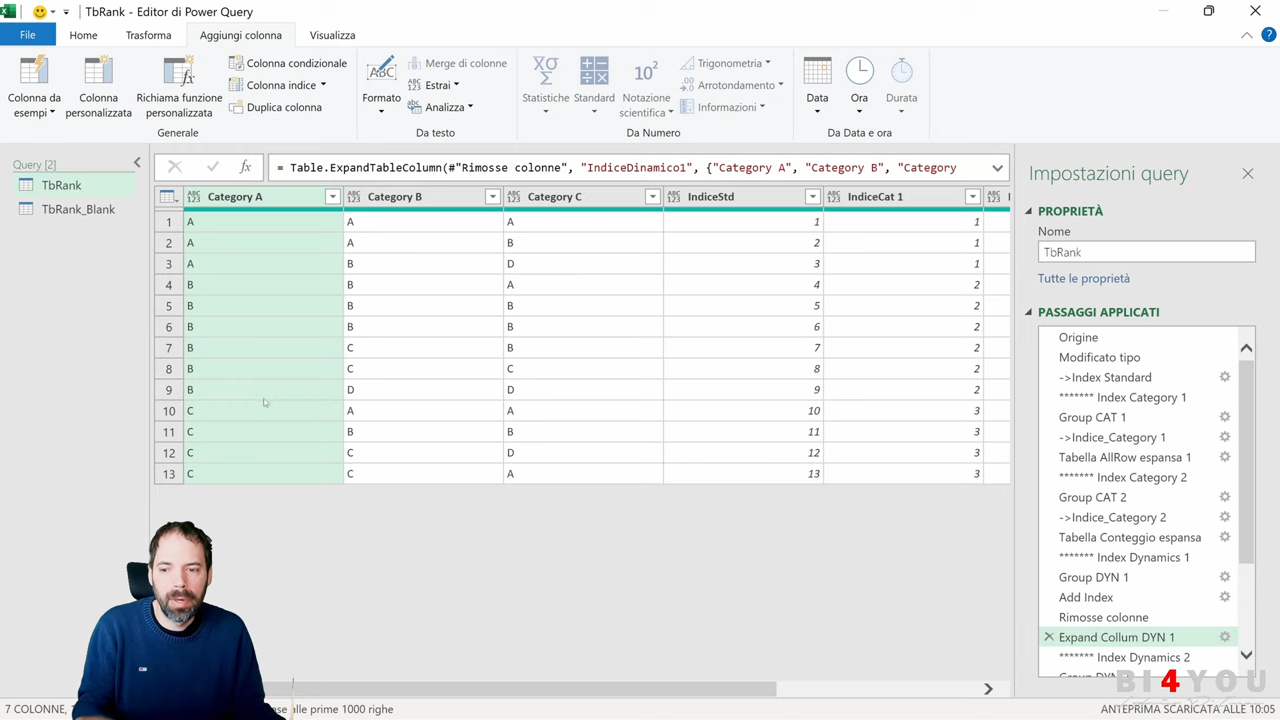 TbRank - Editor di Power Query
File Home Trasforma Aggiungi colonna Visualizza
Colonna da esempi
Colonna personalizzata
Richiama funzione personalizzata
Colonna condizionale
Colonna indice
Duplica colonna
Generale
Formato
Merge di colonne
Estrai
Analizza
Da testo
Statistiche
Standard
Notazione scientifica
Trigonometria
Arrotondamento
Informazioni
Da Numero
Data
Ora
Durata
Da Data e ora
Query [2]
TbRank
TbRank_Blank
= Table.ExpandTableColumn(#"Rimosse colonne", "IndiceDinamico1", {"Category A", "Category B", "Category
Category A Category B Category C IndiceStd IndiceCat 1
1 A A A 1 1
2 A A B 2 1
3 A B D 3 1
4 B B A 4 2
5 B B B 5 2
6 B B B 6 2
7 B C B 7 2
8 B C C 8 2
9 B D D 9 2
10 C A A 10 3
11 C B B 11 3
12 C C D 12 3
13 C C A 13 3
Impostazioni query
PROPRIETÀ
Nome
TbRank
Tutte le proprietà
PASSAGGI APPLICATI
Origine
Modificato tipo
->Index Standard
******* Index Category 1
Group CAT 1
->Indice_Category 1
Tabella AllRow espansa 1
******* Index Category 2
Group CAT 2
->Indice_Category 2
Tabella Conteggio espansa
******* Index Dynamics 1
Group DYN 1
Add Index
Rimosse colonne
Expand Collum DYN 1
******* Index Dynamics 2
BI4YOU
7 COLONNE,
alle prime 1000 righe
ANTEPRIMA SCARICATA ALLE 10:05